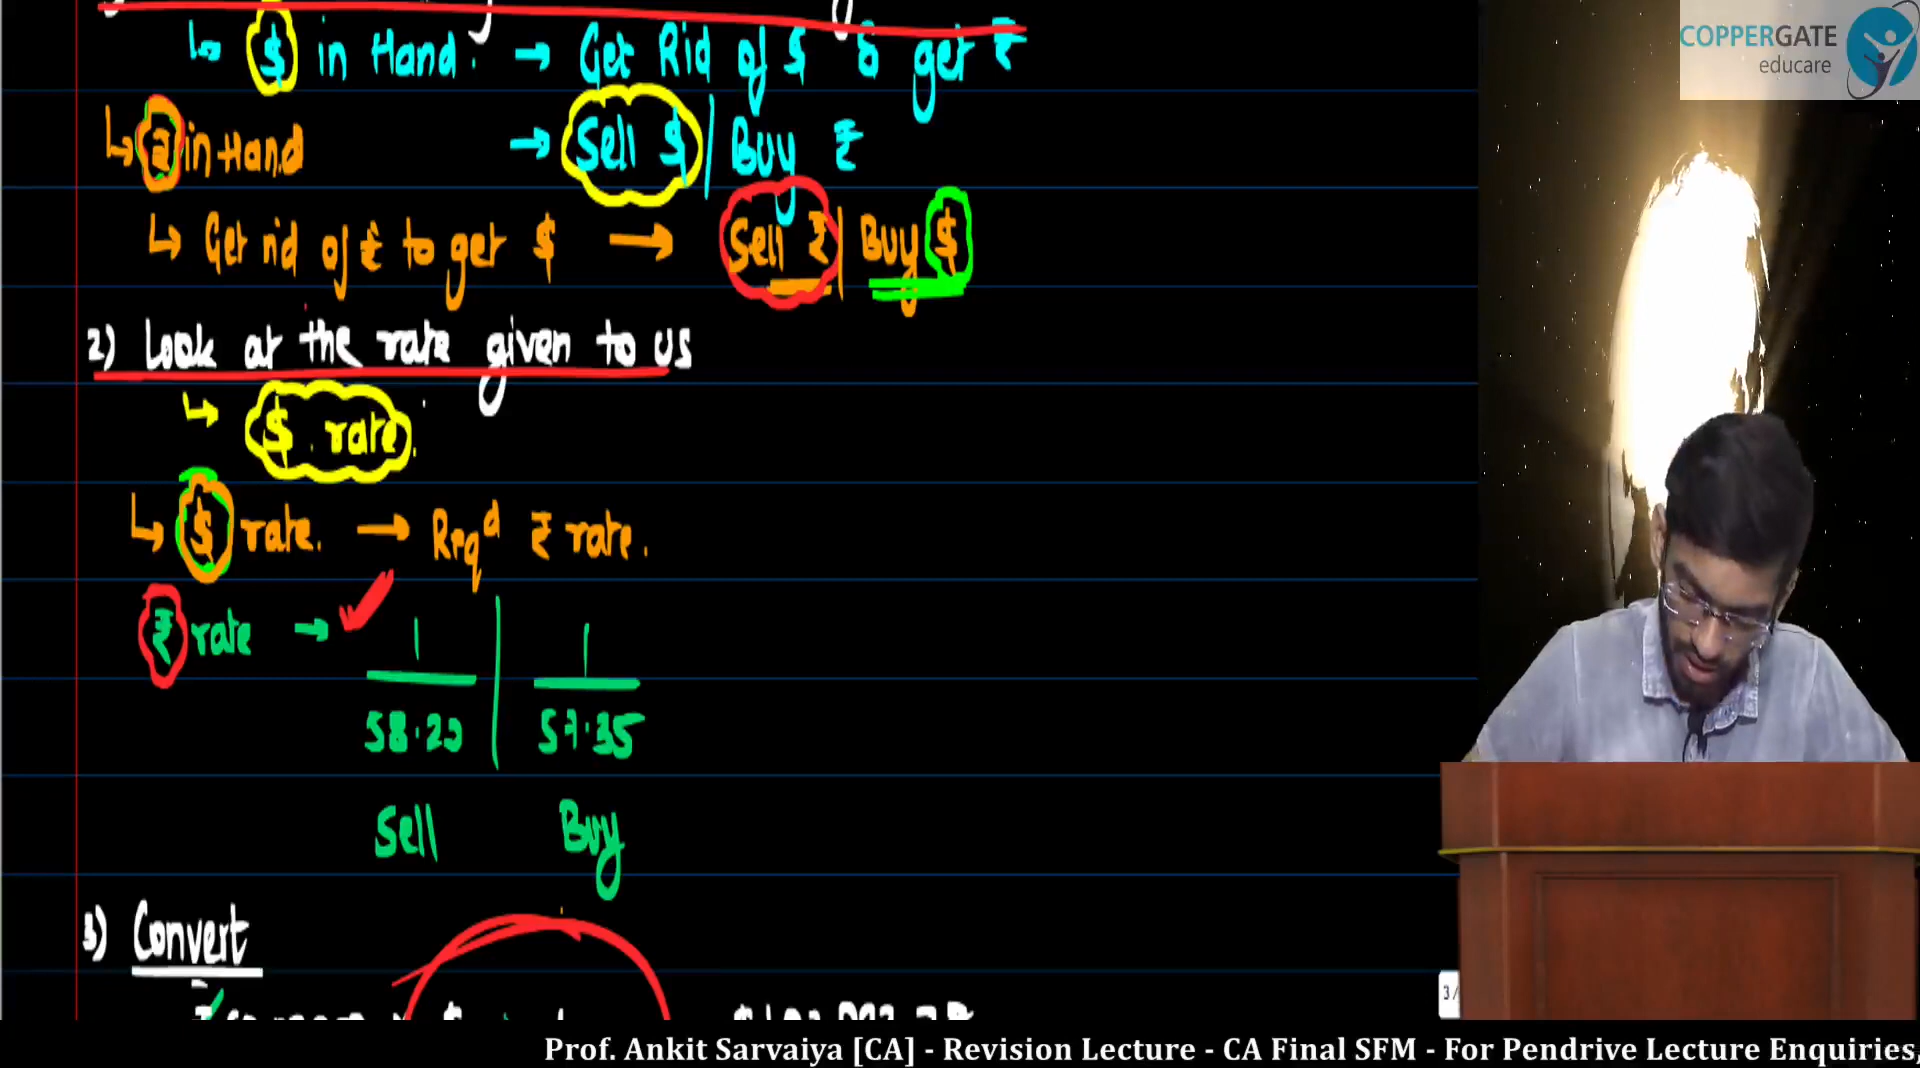 COPPERGATE
educare
↳ $ in Hand. → Get Rid of $ & get ₹
↳ ₹ in Hand → Sell $ | Buy ₹
↳ Get rid of ₹ to get $ → Sell ₹ | Buy $
2) Look at the rate given to us
↳ $ rate.
↳ $ rate. → Reqd ₹ rate.
₹ rate → 1 | 1
58.20 | 57.35
Sell Buy
3) Convert
3/
Prof. Ankit Sarvaiya [CA] - Revision Lecture - CA Final SFM - For Pendrive Lecture Enquiries,